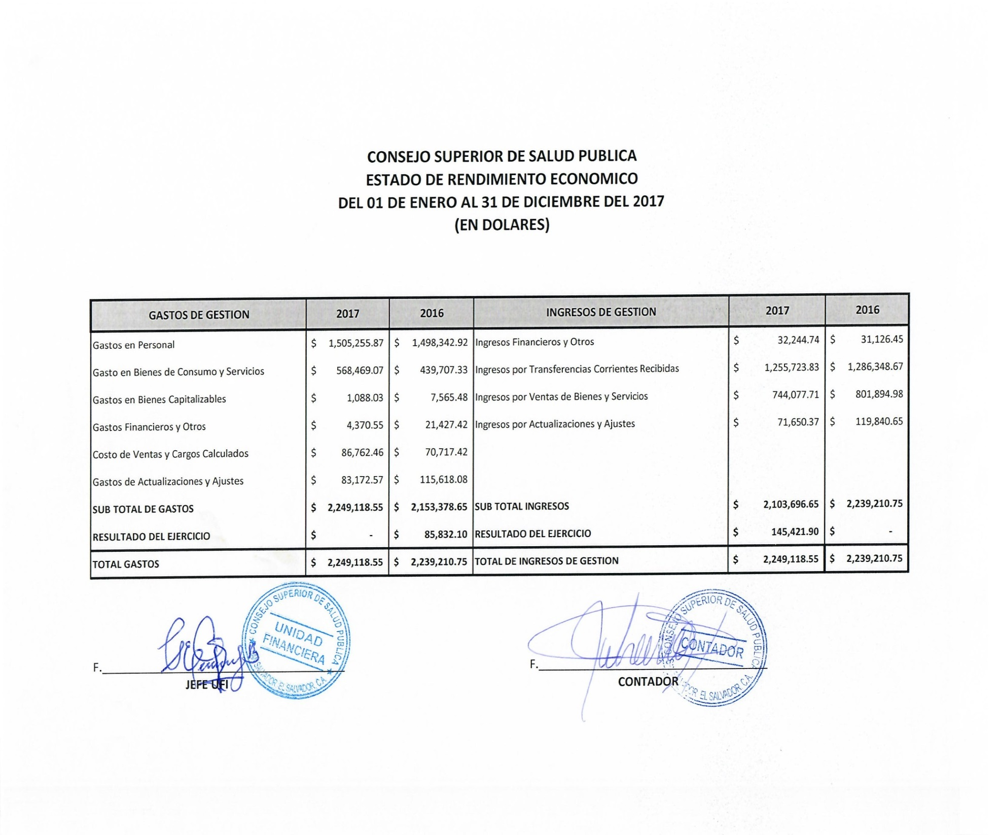 CONSEJO SUPERIOR DE SALUD PUBLICA
ESTADO DE RENDIMIENTO ECONOMICO
DEL 01 DE ENERO AL 31 DE DICIEMBRE DEL 2017
(EN DOLARES)
GASTOS DE GESTION 2017 2016 INGRESOS DE GESTION 2017 2016
Gastos en Personal $ 1,505,255.87 $ 1,498,342.92 Ingresos Financieros y Otros $ 32,244.74 $ 31,126.45
Gasto en Bienes de Consumo y Servicios $ 568,469.07 $ 439,707.33 Ingresos por Transferencias Corrientes Recibidas $ 1,255,723.83 $ 1,286,348.67
Gastos en Bienes Capitalizables $ 1,088.03 $ 7,565.48 Ingresos por Ventas de Bienes y Servicios $ 744,077.71 $ 801,894.98
Gastos Financieros y Otros $ 4,370.55 $ 21,427.42 Ingresos por Actualizaciones y Ajustes $ 71,650.37 $ 119,840.65
Costo de Ventas y Cargos Calculados $ 86,762.46 $ 70,717.42
Gastos de Actualizaciones y Ajustes $ 83,172.57 $ 115,618.08
SUB TOTAL DE GASTOS $ 2,249,118.55 $ 2,153,378.65 SUB TOTAL INGRESOS $ 2,103,696.65 $ 2,239,210.75
RESULTADO DEL EJERCICIO $ - $ 85,832.10 RESULTADO DEL EJERCICIO $ 145,421.90 $ -
TOTAL GASTOS $ 2,249,118.55 $ 2,239,210.75 TOTAL DE INGRESOS DE GESTION $ 2,249,118.55 $ 2,239,210.75
CONSEJO SUPERIOR DE SALUD PUBLICA
UNIDAD
FINANCIERA
SALVADOR, EL SALVADOR, C.A.
F.
JEFE UFI
CONSEJO SUPERIOR DE SALUD PUBLICA
CONTADOR
EL SALVADOR, C.A.
F.
CONTADOR